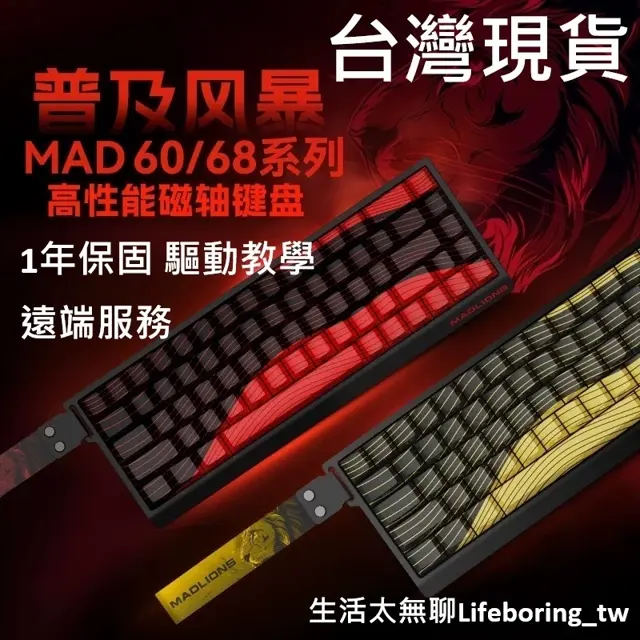 台灣現貨
普及风暴
MAD 60/68系列
高性能磁轴键盘
1年保固 驅動教學
遠端服務
MADLIONS
MADLIONS
生活太無聊Lifeboring_tw